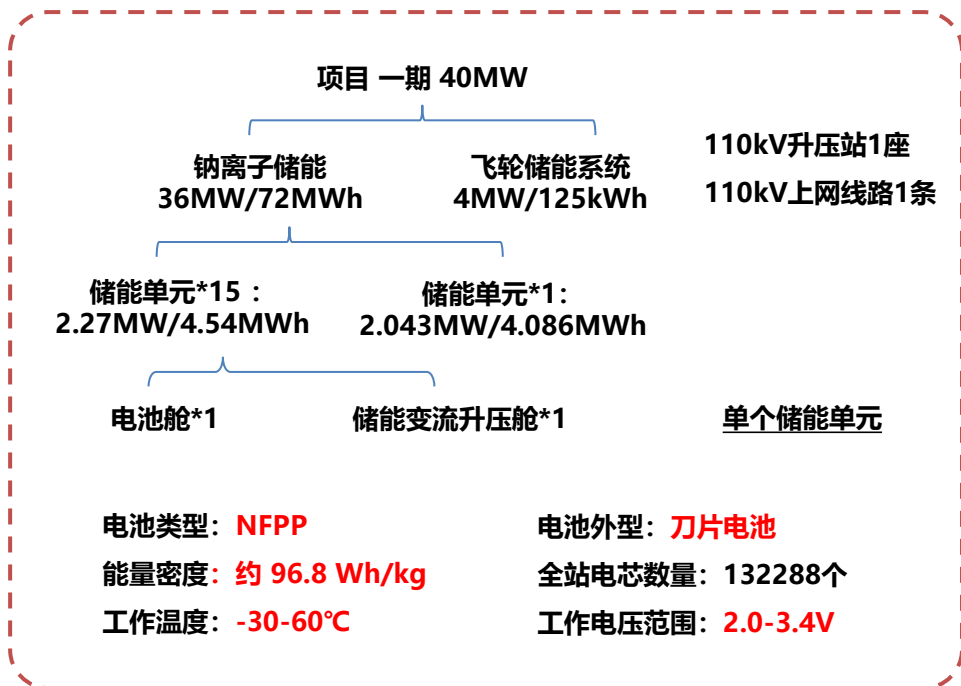 项目 一期 40MW
钠离子储能
36MW/72MWh
飞轮储能系统
4MW/125kWh
110kV升压站1座
110kV上网线路1条
储能单元*15 ：
2.27MW/4.54MWh
储能单元*1：
2.043MW/4.086MWh
电池舱*1
储能变流升压舱*1
单个储能单元
电池类型：NFPP
电池外型：刀片电池
能量密度：约 96.8 Wh/kg
全站电芯数量：132288个
工作温度：-30-60℃
工作电压范围：2.0-3.4V